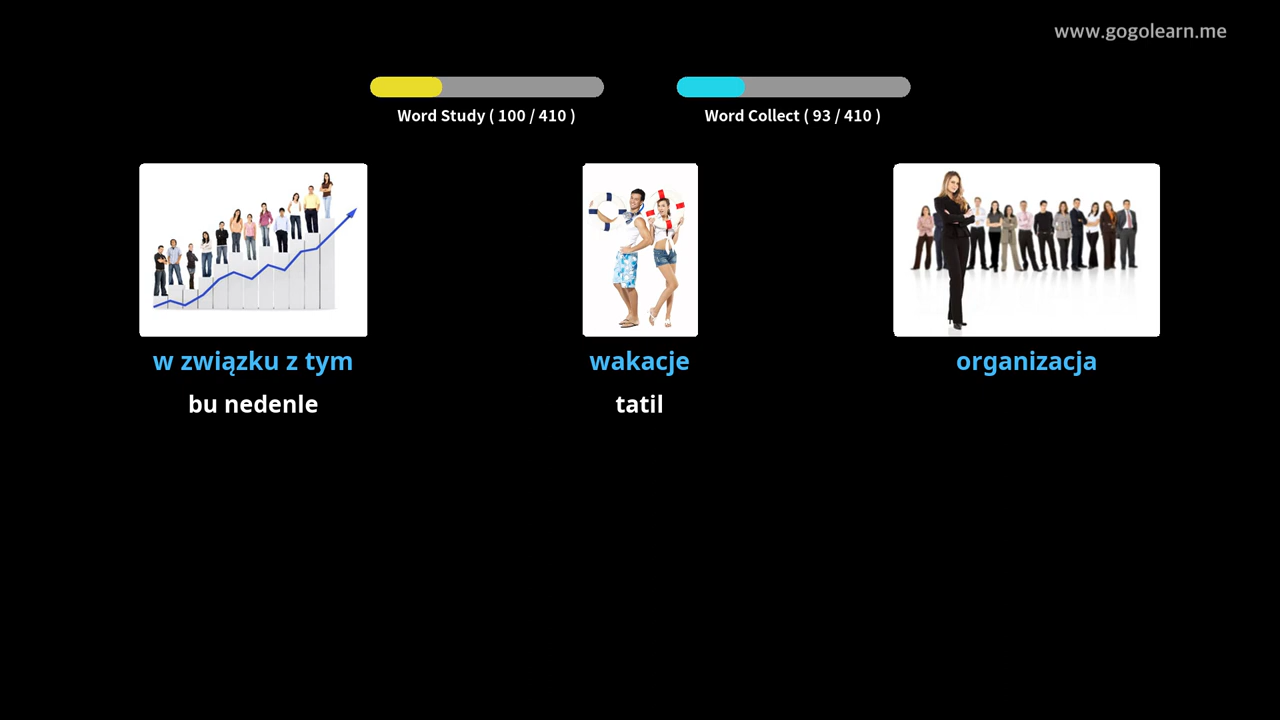 www.gogolearn.me
Word Study ( 100 / 410 )
Word Collect ( 93 / 410 )
w związku z tym
wakacje
organizacja
bu nedenle
tatil